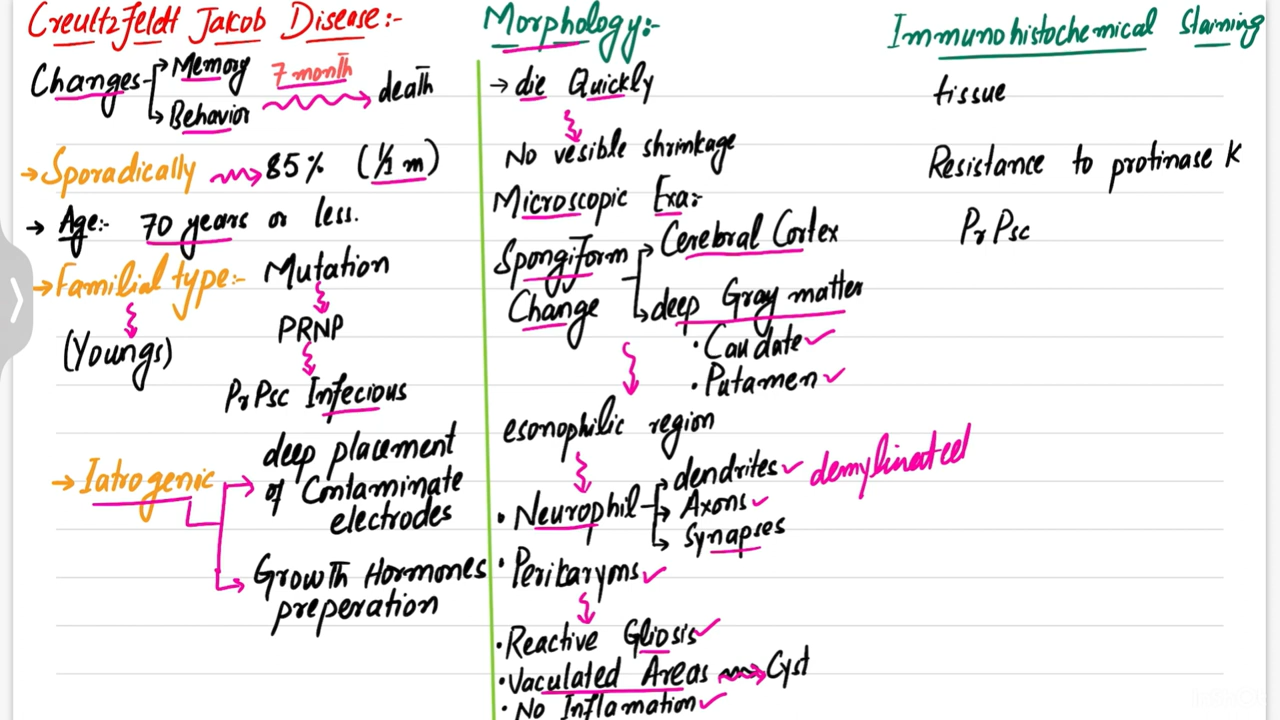 Creultzfeldt Jakob Disease:-
Changes
→ Memory
→ Behavior
7 month
death
→ Sporadically → 85% (1/1 m)
→ Age:- 70 years or less.
→ Familial type:-
(Youngs)
Mutation
PRNP
PrPsc Infecious
→ Iatrogenic
→ deep placement
of Contaminate
electrodes
→ Growth Hormones
preperation
Morphology:-
→ die Quickly
No vesible shrinkage
Microscopic Exa:-
Spongiform
Change
→ Cerebral Cortex
→ deep Gray matter
• Caudate ✓
• Putamen ✓
esonophilic region
• Neurophil
→ dendrites ✓
→ Axons ✓
→ Synapses
demylinated
• Perikaryoms ✓
• Reactive Gliosis ✓
• Vaculated Areas → Cyst
• No Inflamation ✓
Immunohistochemical Staining
tissue
Resistance to protinase K
PrPsc